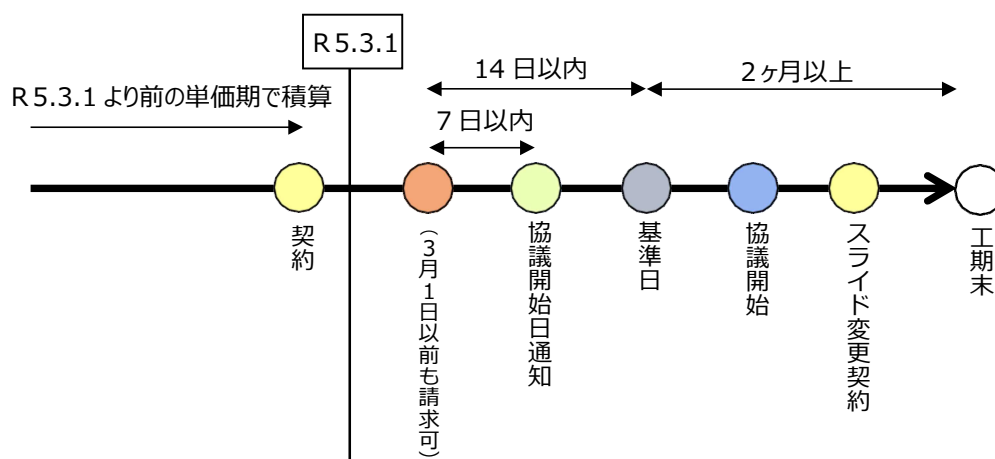 R5.3.1
14日以内
2ヶ月以上
R5.3.1より前の単価期で積算
7日以内
契約
（3月1日以前も請求可）
協議開始日通知
基準日
協議開始
スライド変更契約
工期末